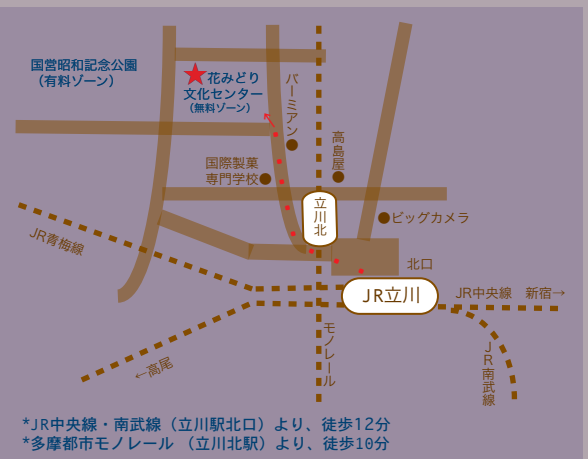 国営昭和記念公園
（有料ゾーン）
花みどり
文化センター
（無料ゾーン）
バーミアン
高島屋
国際製菓
専門学校
立川北
ビッグカメラ
JR青梅線
北口
JR立川
JR中央線　新宿→
モノレール
←高尾
JR南武線
*JR中央線・南武線（立川駅北口）より、徒歩12分
*多摩都市モノレール （立川北駅）より、徒歩10分